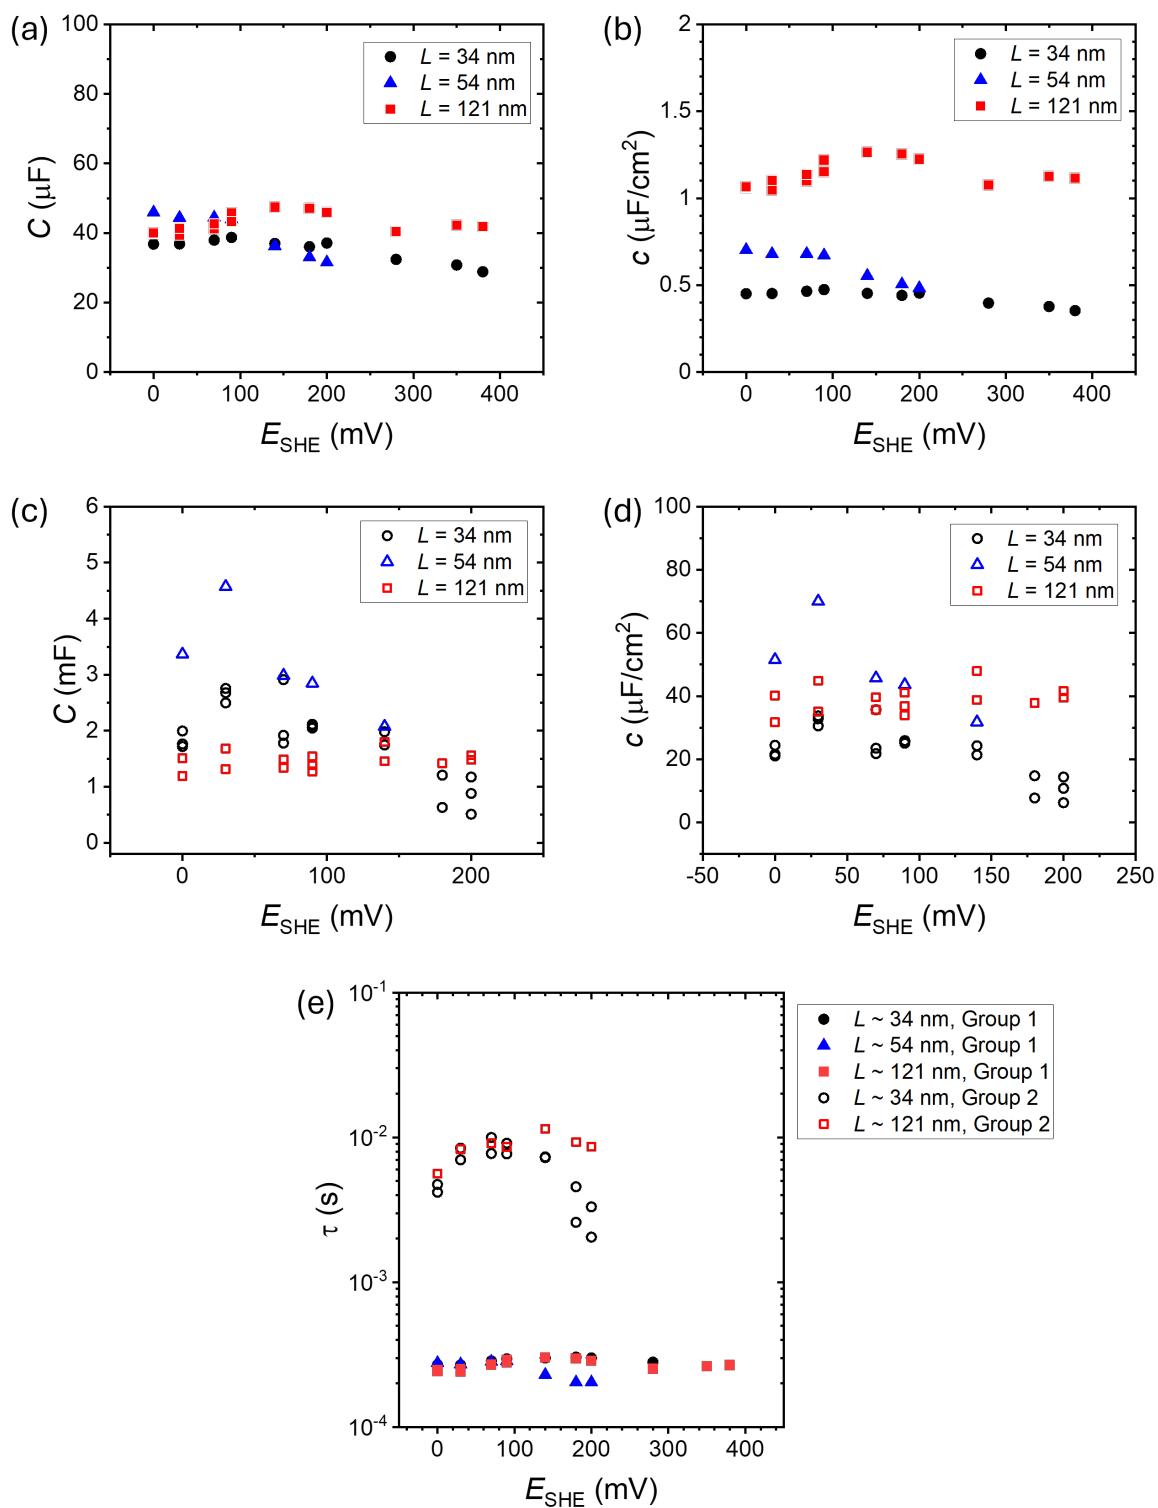 (a)
100
80
60
40
20
0
C (μF)
L = 34 nm
L = 54 nm
L = 121 nm
0 100 200 300 400
E_SHE (mV)
(b)
2
1.5
1
0.5
0
c (μF/cm²)
L = 34 nm
L = 54 nm
L = 121 nm
0 100 200 300 400
E_SHE (mV)
(c)
6
5
4
3
2
1
0
C (mF)
L = 34 nm
L = 54 nm
L = 121 nm
0 100 200
E_SHE (mV)
(d)
100
80
60
40
20
0
c (μF/cm²)
L = 34 nm
L = 54 nm
L = 121 nm
-50 0 50 100 150 200 250
E_SHE (mV)
(e)
10⁻¹
10⁻²
10⁻³
10⁻⁴
τ (s)
L ~ 34 nm, Group 1
L ~ 54 nm, Group 1
L ~ 121 nm, Group 1
L ~ 34 nm, Group 2
L ~ 121 nm, Group 2
0 100 200 300 400
E_SHE (mV)